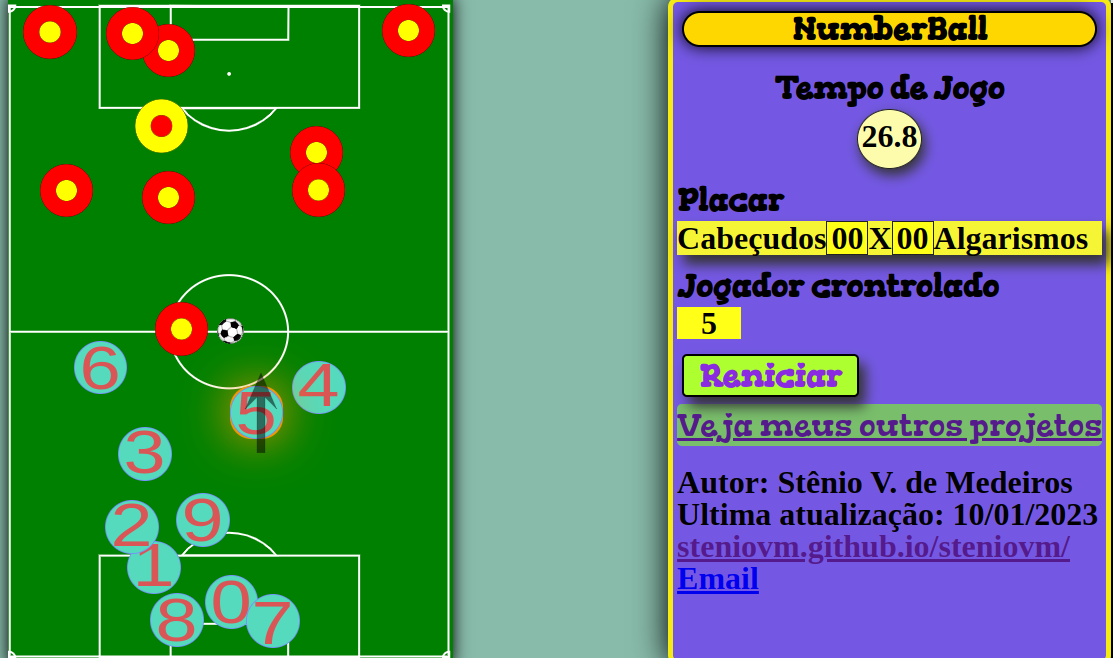 NumberBall
Tempo de Jogo
26.8
Placar
Cabeçudos 00 X 00 Algarismos
Jogador crontrolado
5
Reniciar
Veja meus outros projetos
Autor: Stênio V. de Medeiros
Ultima atualização: 10/01/2023
steniovm.github.io/steniovm/
Email
6
4
5
3
2
9
1
8
0
7